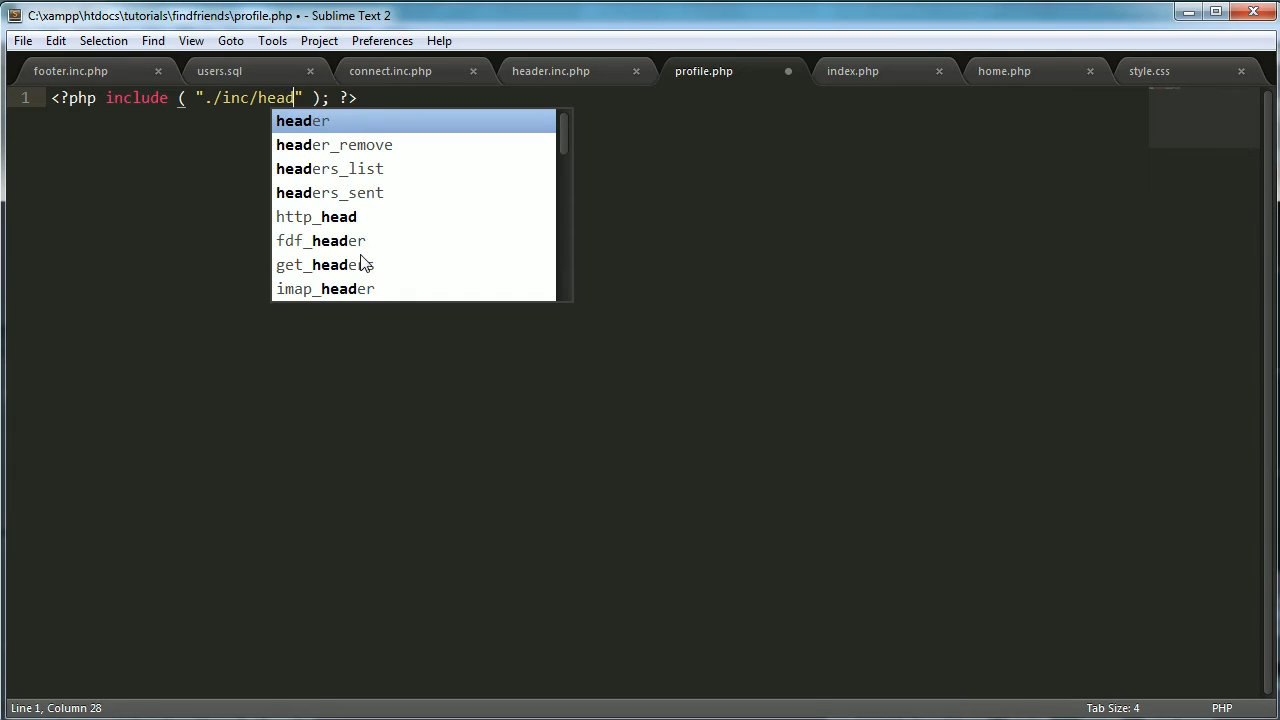 C:\xampp\htdocs\tutorials\findfriends\profile.php • - Sublime Text 2
File Edit Selection Find View Goto Tools Project Preferences Help
footer.inc.php users.sql connect.inc.php header.inc.php profile.php index.php home.php style.css
1 <?php include ( "./inc/head" ); ?>
header
header_remove
headers_list
headers_sent
http_head
fdf_header
get_headers
imap_header
Line 1, Column 28 Tab Size: 4 PHP